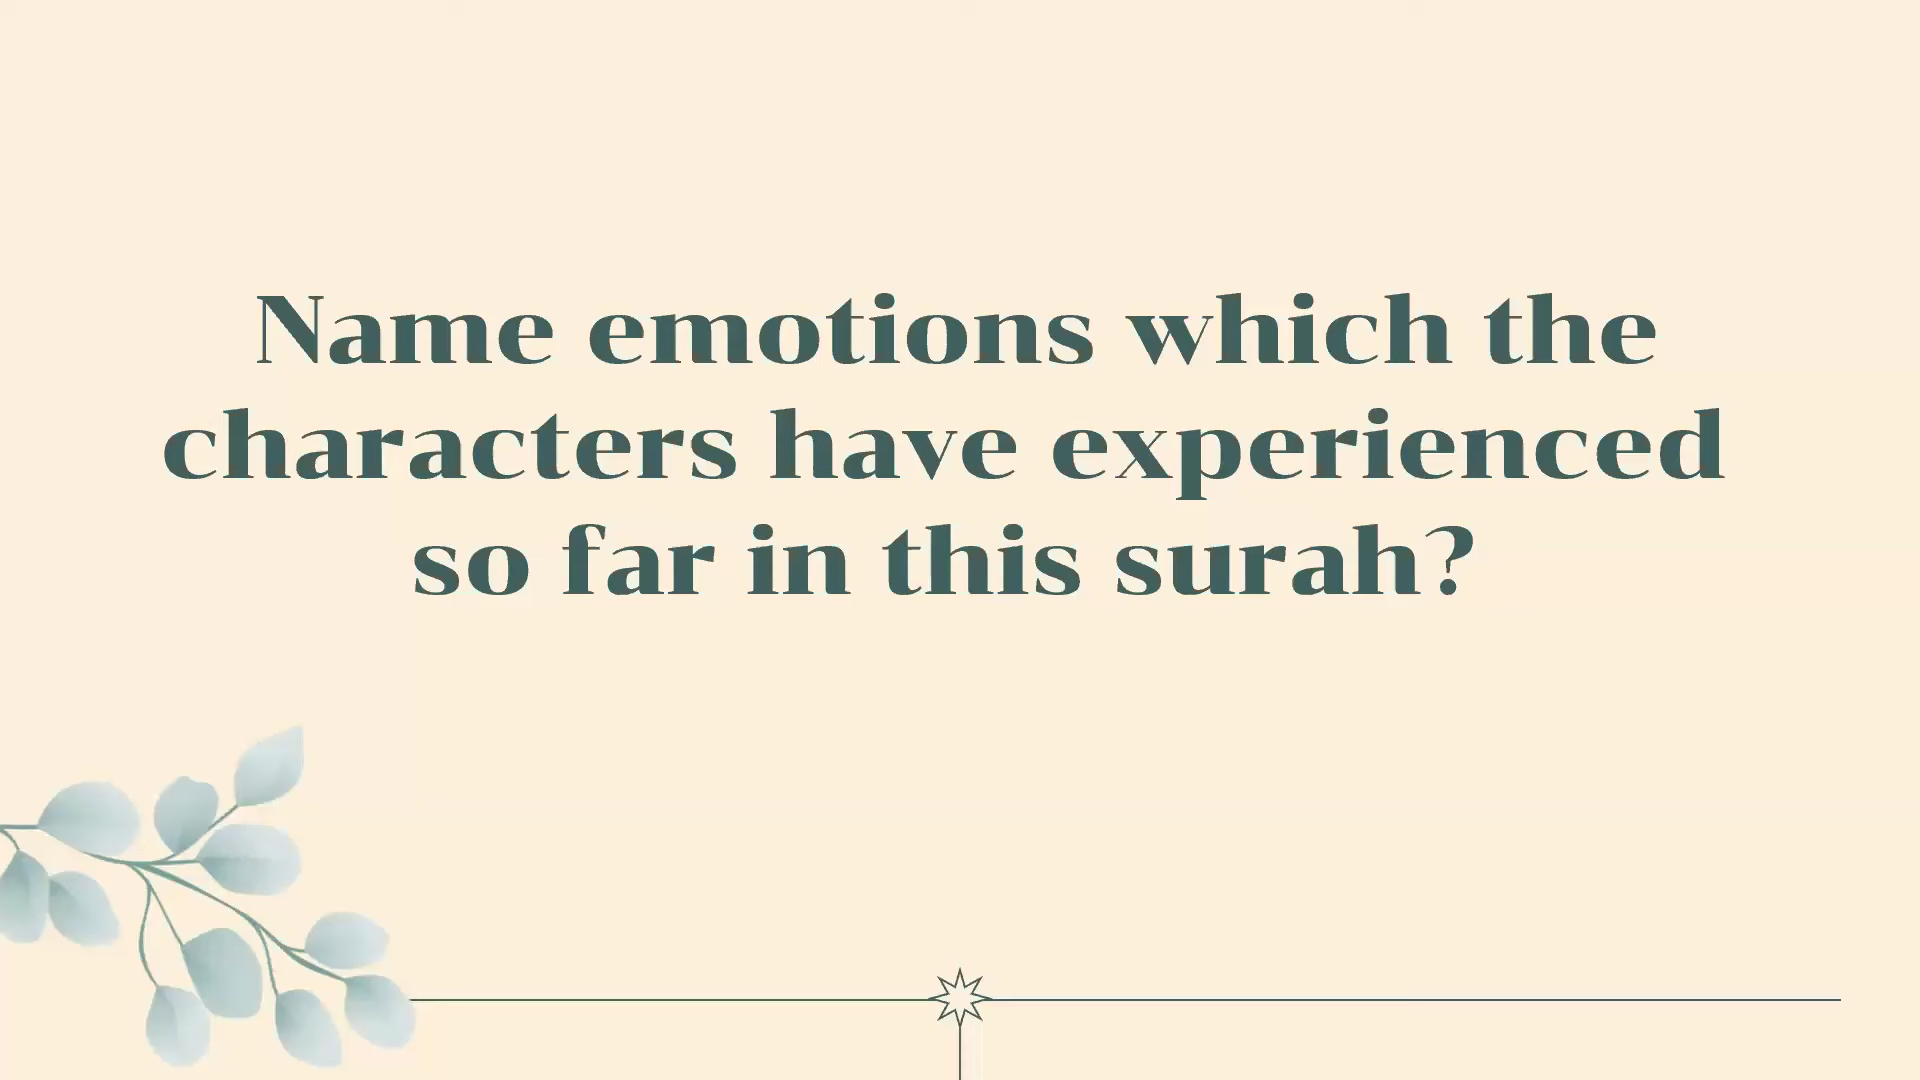 Name emotions which the
characters have experienced
so far in this surah?